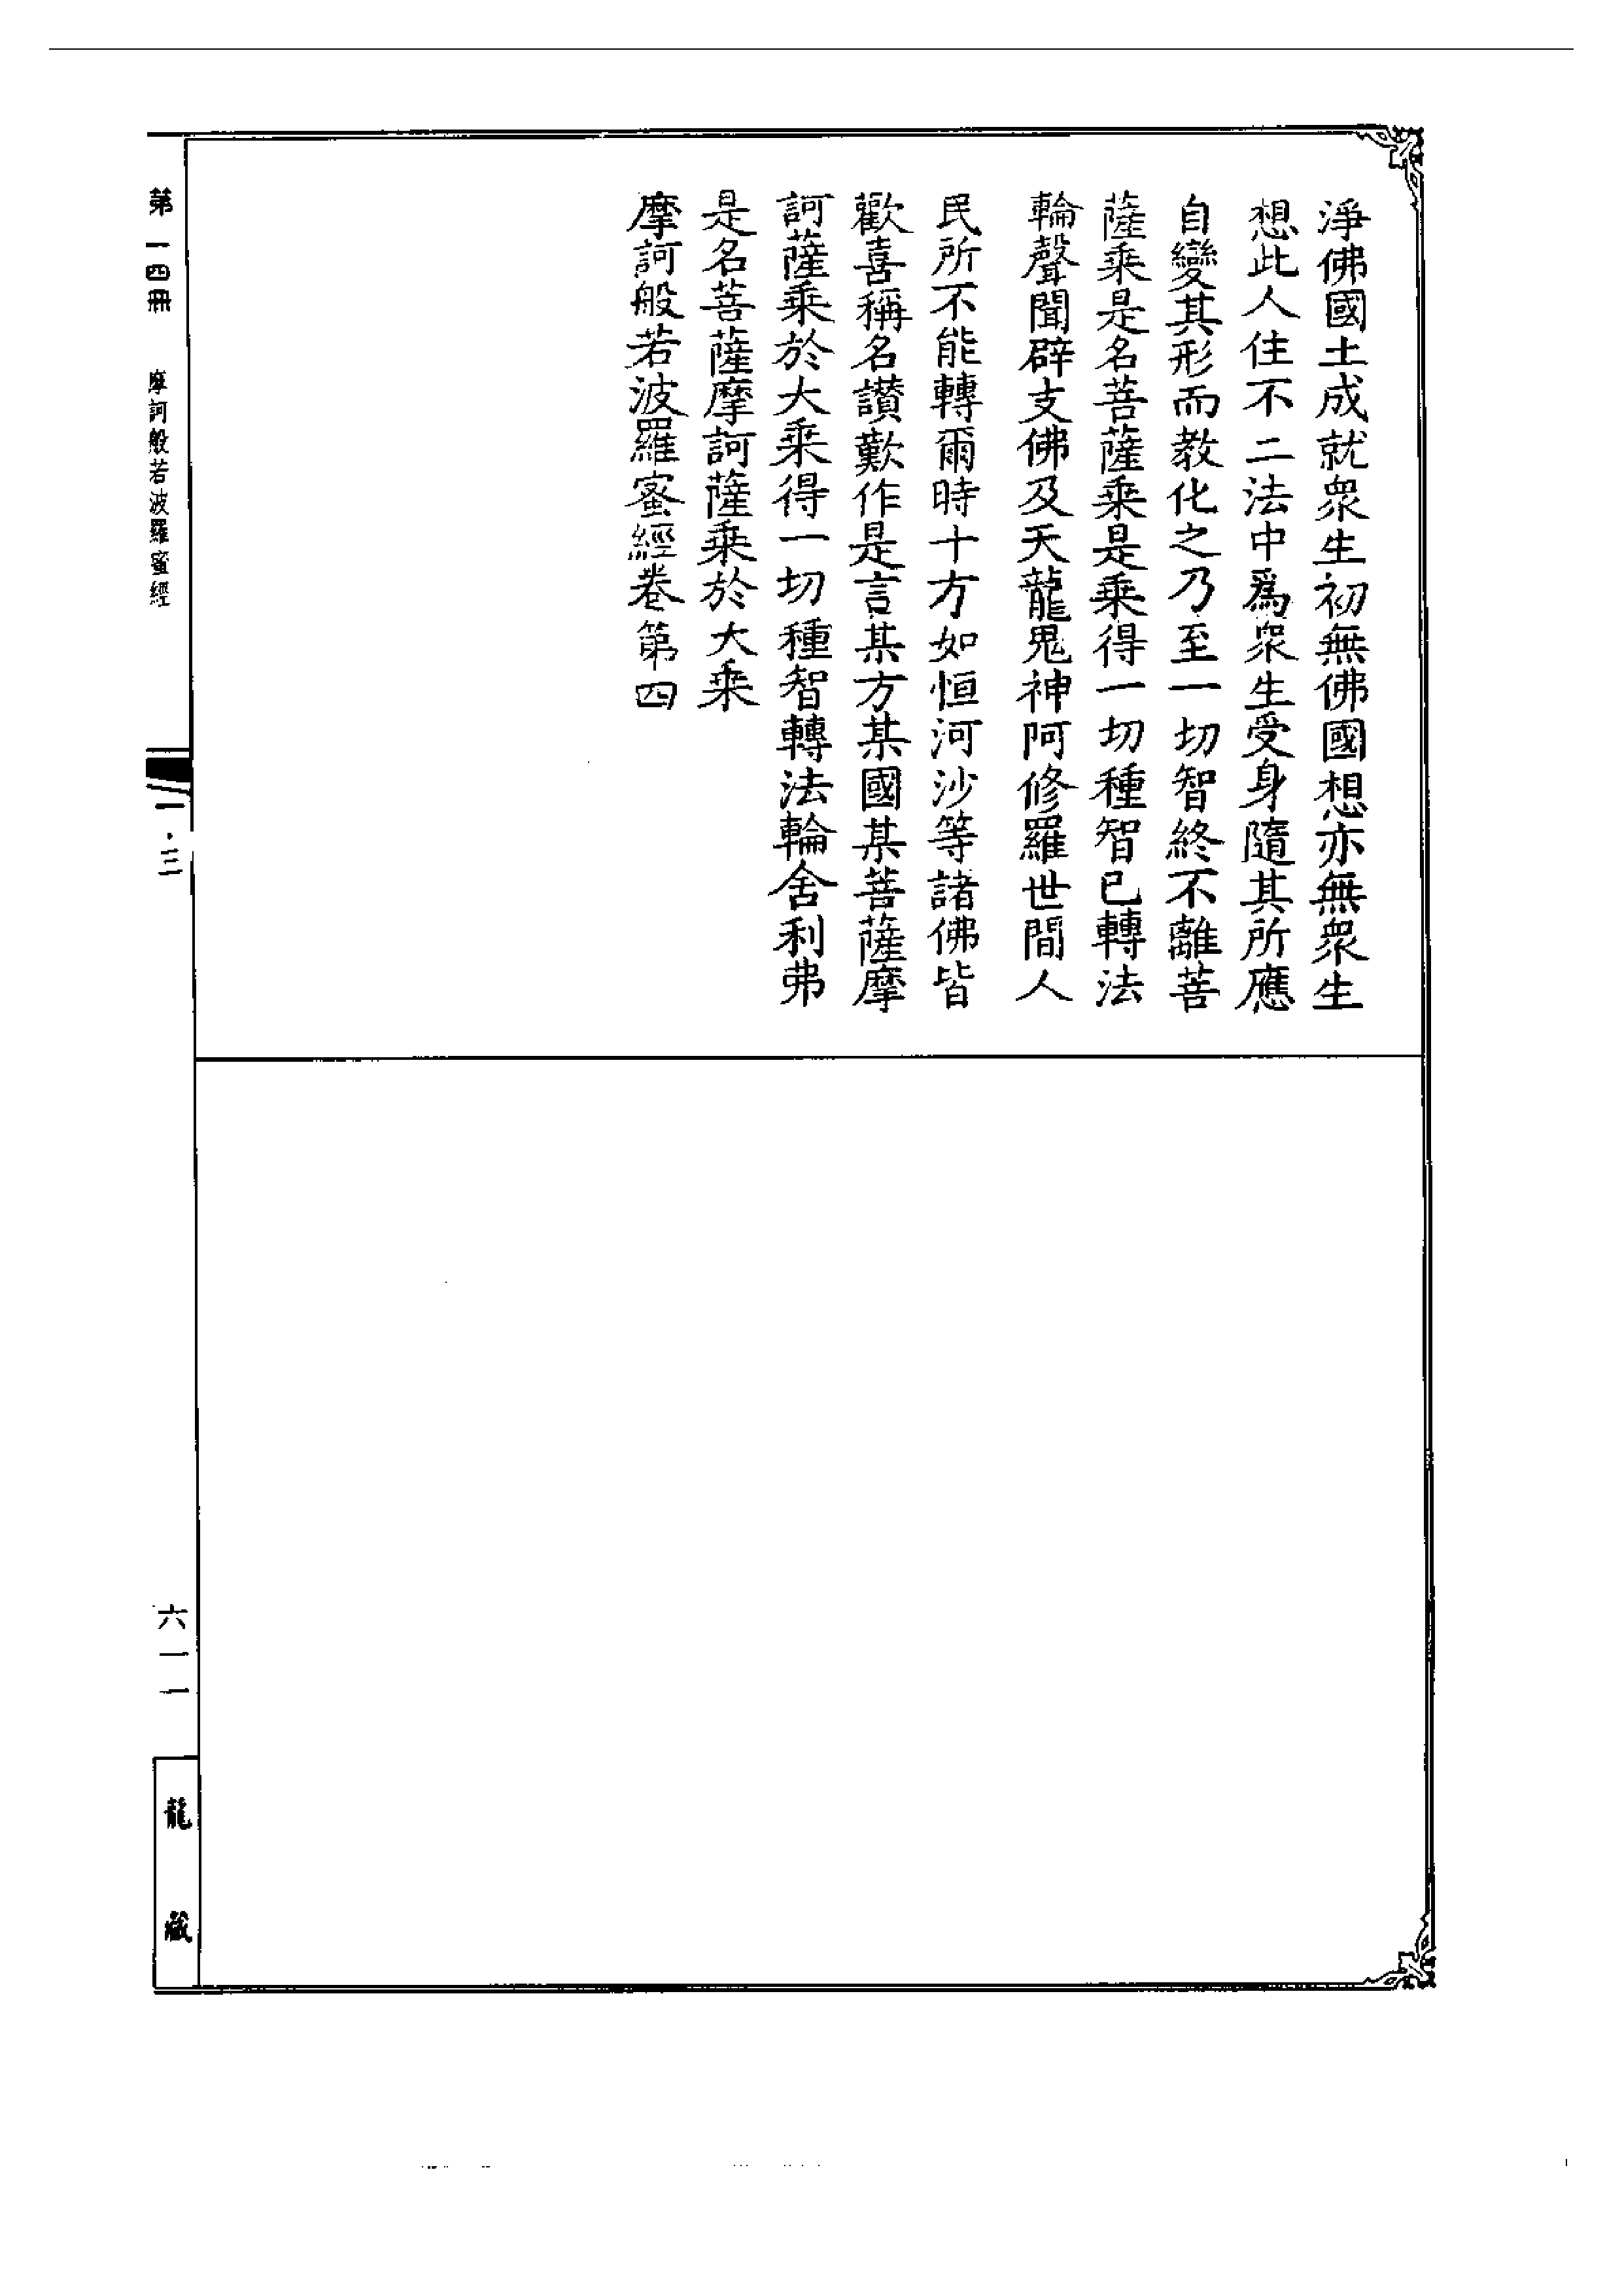 淨佛國土成就眾生初無佛國想亦無眾生
想此人住不二法中爲眾生受身隨其所應
自變其形而教化之乃至一切智終不離菩
薩乘是名菩薩乘是乘得一切種智已轉法
輪聲聞辟支佛及天龍鬼神阿修羅世間人
民所不能轉爾時十方如恒河沙等諸佛皆
歡喜稱名讚歎作是言某方某國某菩薩摩
訶薩乘於大乘得一切種智轉法輪舍利弗
是名菩薩摩訶薩乘於大乘
摩訶般若波羅蜜經卷第四
第一四冊 摩訶般若波羅蜜經
一・三
六一一
龍藏